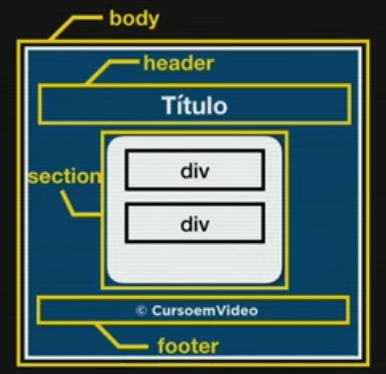 body
header
Título
section
div
div
© CursoemVideo
footer